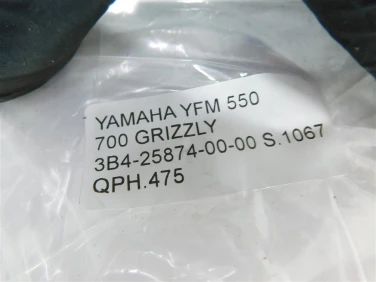 YAMAHA YFM 550
700 GRIZZLY
3B4-25874-00-00 S.1067
QPH.475